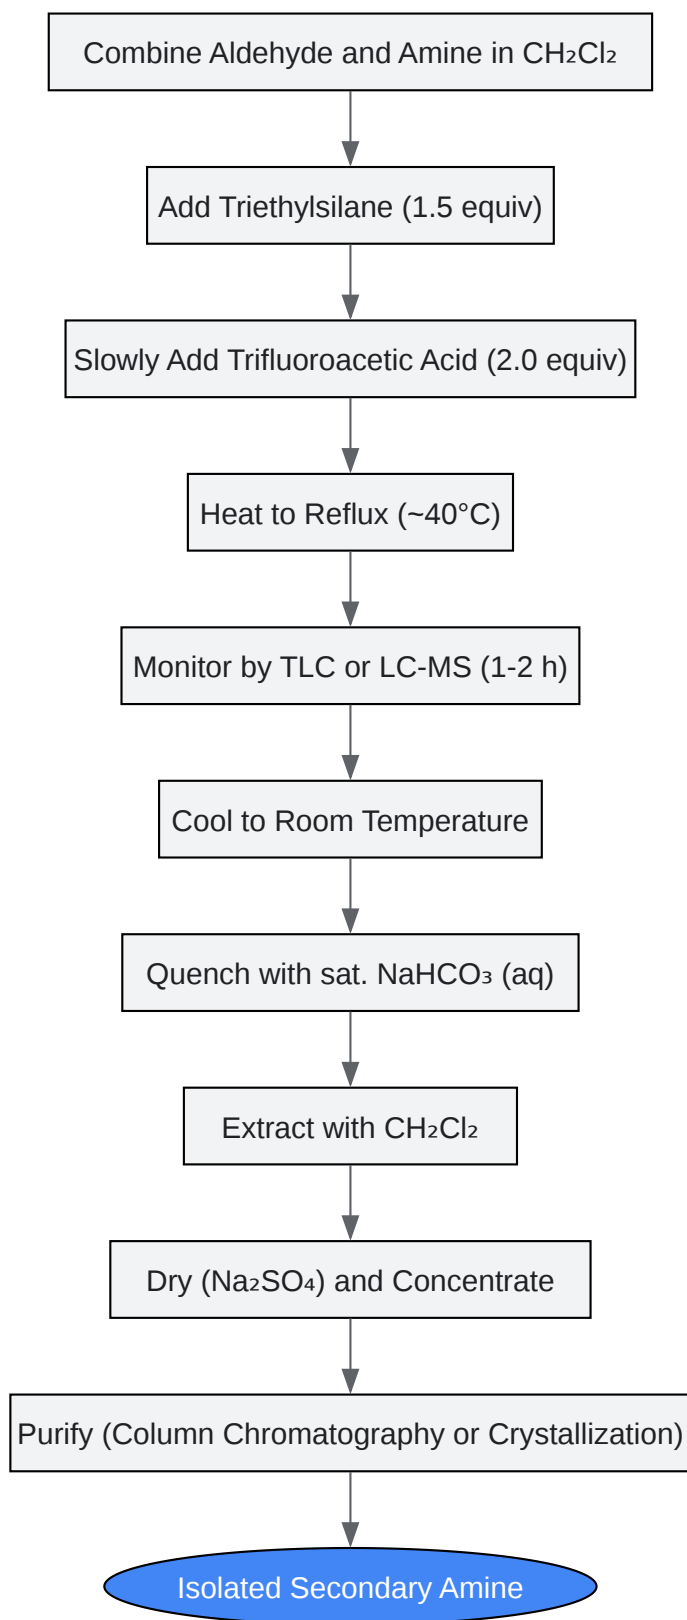 Combine Aldehyde and Amine in CH₂Cl₂
Add Triethylsilane (1.5 equiv)
Slowly Add Trifluoroacetic Acid (2.0 equiv)
Heat to Reflux (~40°C)
Monitor by TLC or LC-MS (1-2 h)
Cool to Room Temperature
Quench with sat. NaHCO₃ (aq)
Extract with CH₂Cl₂
Dry (Na₂SO₄) and Concentrate
Purify (Column Chromatography or Crystallization)
Isolated Secondary Amine